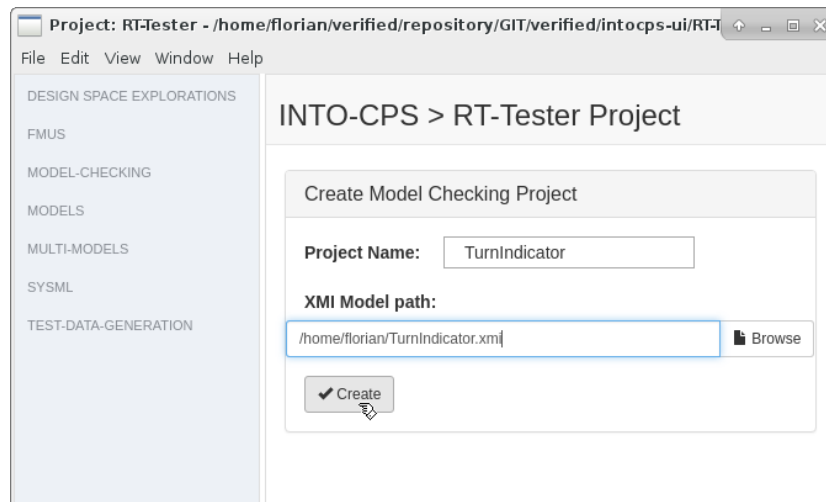 Project: RT-Tester - /home/florian/verified/repository/GIT/verified/intocps-ui/RT-T
File Edit View Window Help
DESIGN SPACE EXPLORATIONS
FMUS
MODEL-CHECKING
MODELS
MULTI-MODELS
SYSML
TEST-DATA-GENERATION
INTO-CPS > RT-Tester Project
Create Model Checking Project
Project Name: TurnIndicator
XMI Model path:
/home/florian/TurnIndicator.xmi Browse
Create